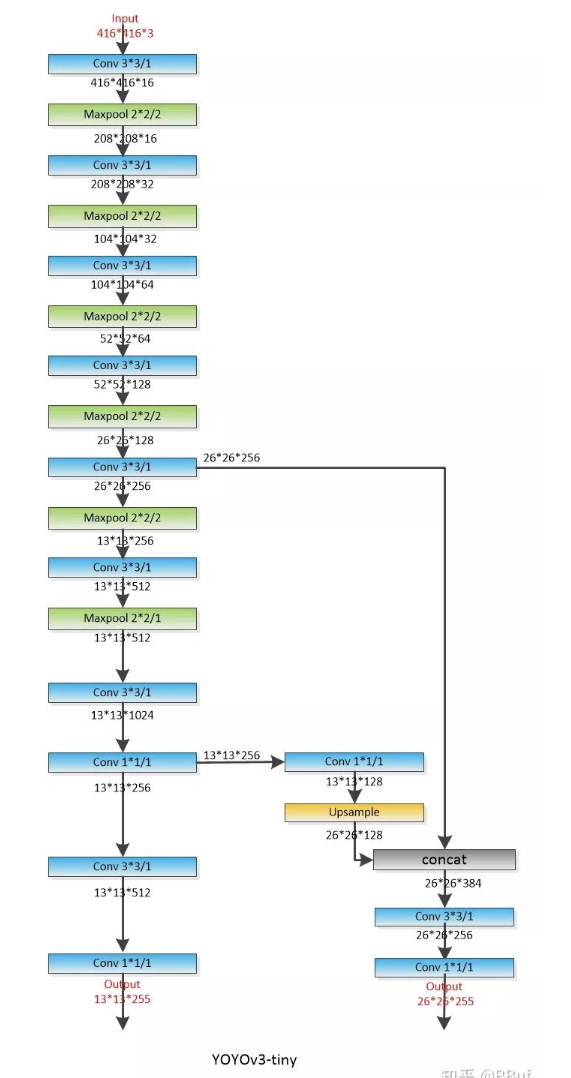 Input
416*416*3
Conv 3*3/1
416*416*16
Maxpool 2*2/2
208*208*16
Conv 3*3/1
208*208*32
Maxpool 2*2/2
104*104*32
Conv 3*3/1
104*104*64
Maxpool 2*2/2
52*52*64
Conv 3*3/1
52*52*128
Maxpool 2*2/2
26*26*128
Conv 3*3/1
26*26*256
26*26*256
Maxpool 2*2/2
13*13*256
Conv 3*3/1
13*13*512
Maxpool 2*2/1
13*13*512
Conv 3*3/1
13*13*1024
Conv 1*1/1
13*13*256
13*13*256
Conv 3*3/1
13*13*512
Conv 1*1/1
Output
13*13*255
Conv 1*1/1
13*13*128
Upsample
26*26*128
concat
26*26*384
Conv 3*3/1
26*26*256
Conv 1*1/1
Output
26*26*255
YOYOv3-tiny
知乎 @BBuf